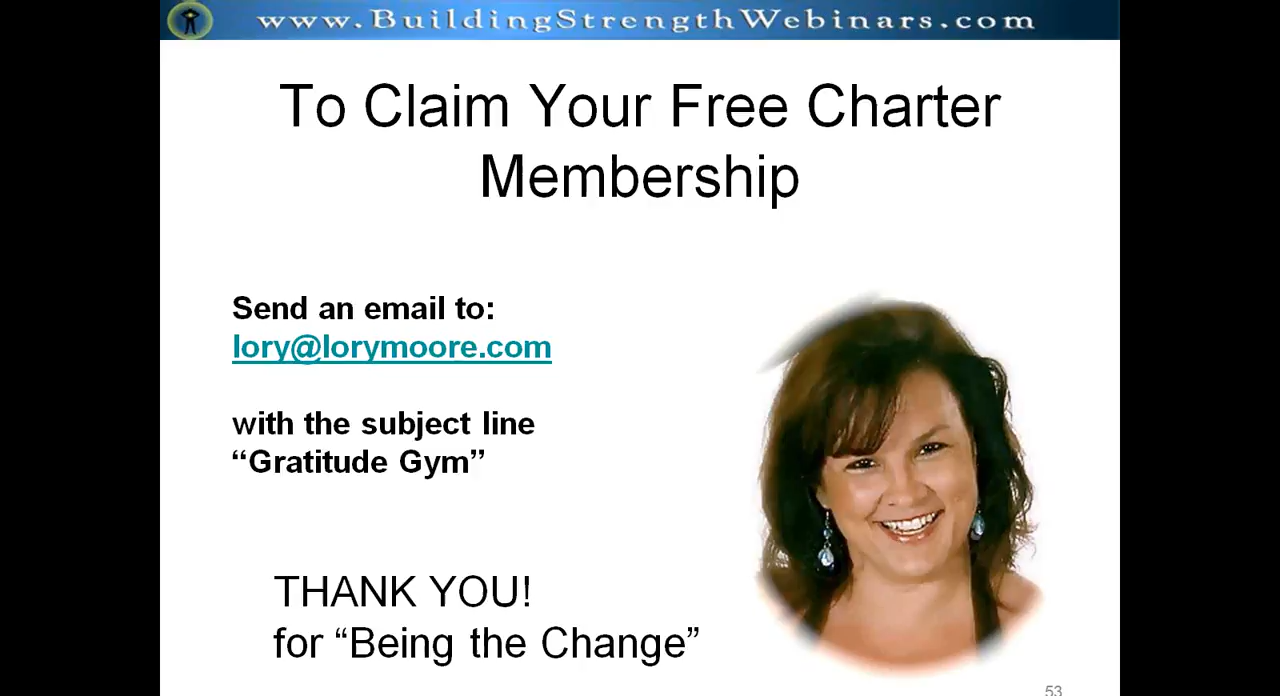 www.BuildingStrengthWebinars.com
To Claim Your Free Charter
Membership
Send an email to:
lory@lorymoore.com
with the subject line
“Gratitude Gym”
THANK YOU!
for “Being the Change”
53